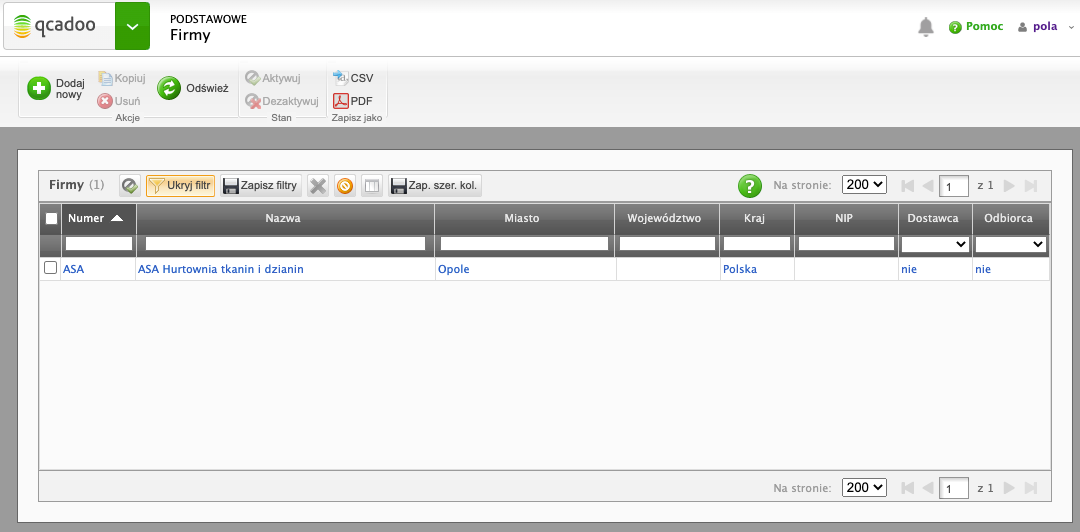 qcadoo
PODSTAWOWE
Firmy
Pomoc
pola
Dodaj nowy
Kopiuj
Usuń
Odśwież
Akcje
Aktywuj
Dezaktywuj
Stan
CSV
PDF
Zapisz jako
Firmy (1)
Ukryj filtr
Zapisz filtry
Zap. szer. kol.
Na stronie: 200 1 z 1
Numer Nazwa Miasto Województwo Kraj NIP Dostawca Odbiorca
ASA ASA Hurtownia tkanin i dzianin Opole Polska nie nie
Na stronie: 200 1 z 1